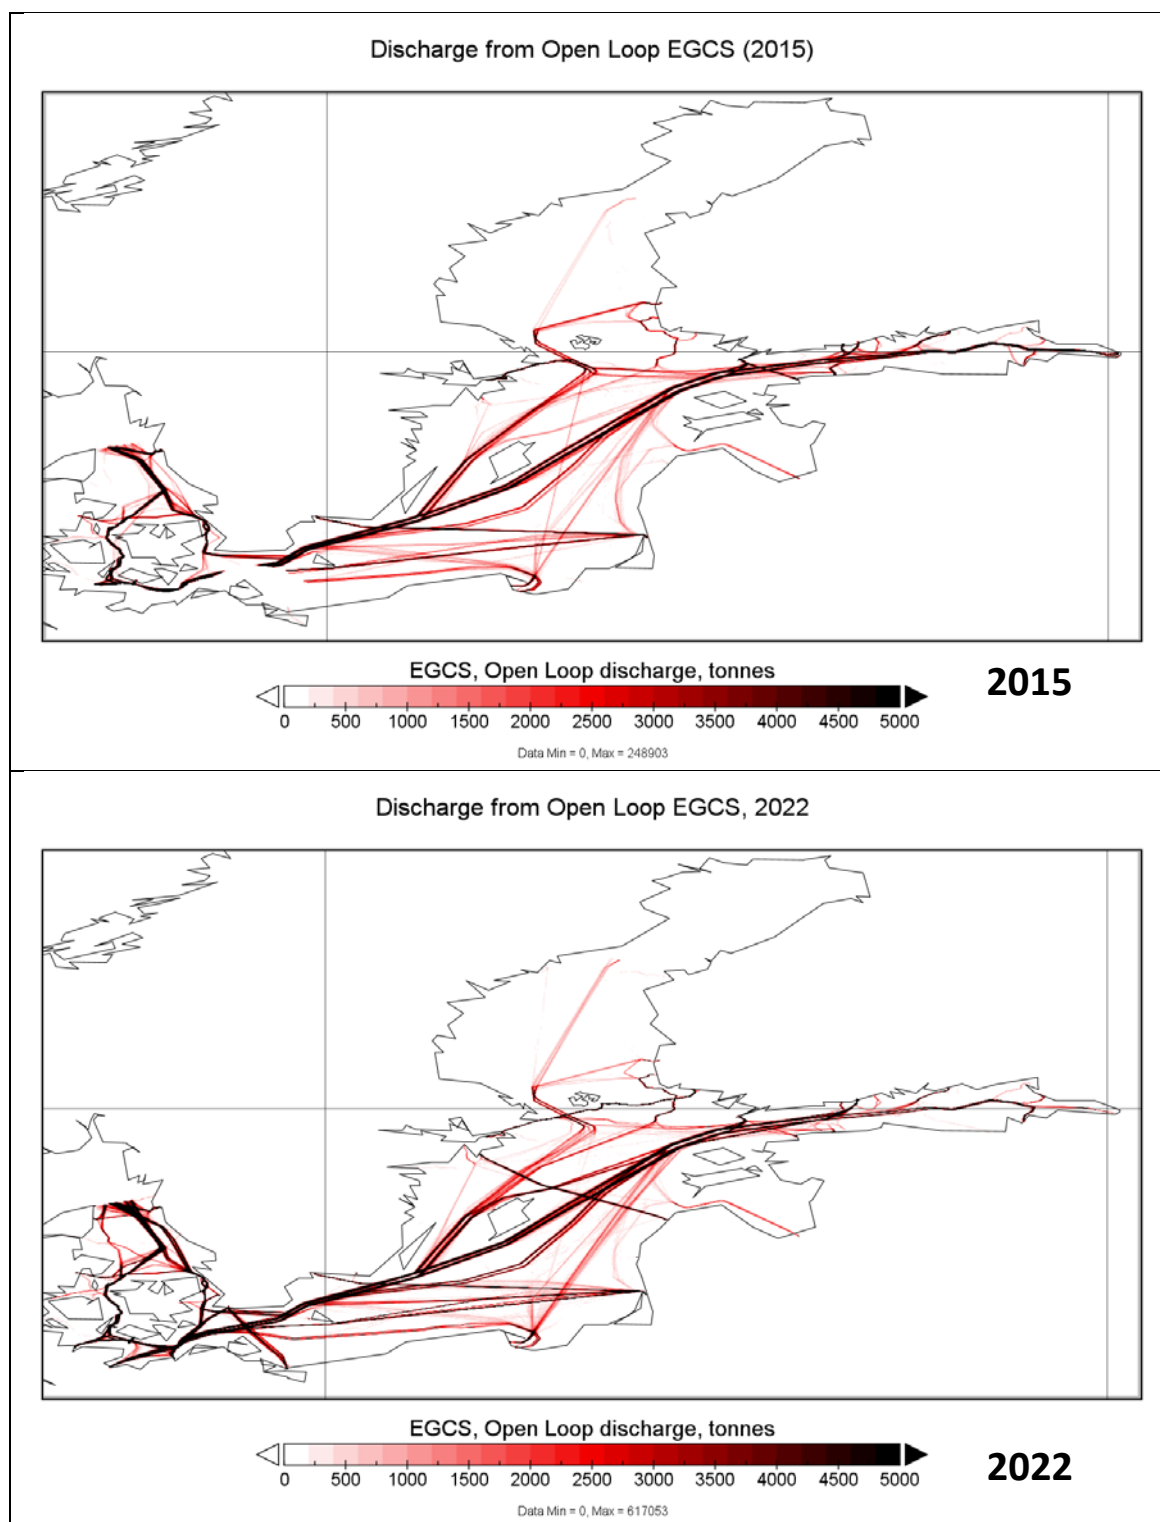 Discharge from Open Loop EGCS (2015)
EGCS, Open Loop discharge, tonnes
2015
0 500 1000 1500 2000 2500 3000 3500 4000 4500 5000
Data Min = 0, Max = 248903
Discharge from Open Loop EGCS, 2022
EGCS, Open Loop discharge, tonnes
2022
0 500 1000 1500 2000 2500 3000 3500 4000 4500 5000
Data Min = 0, Max = 617053